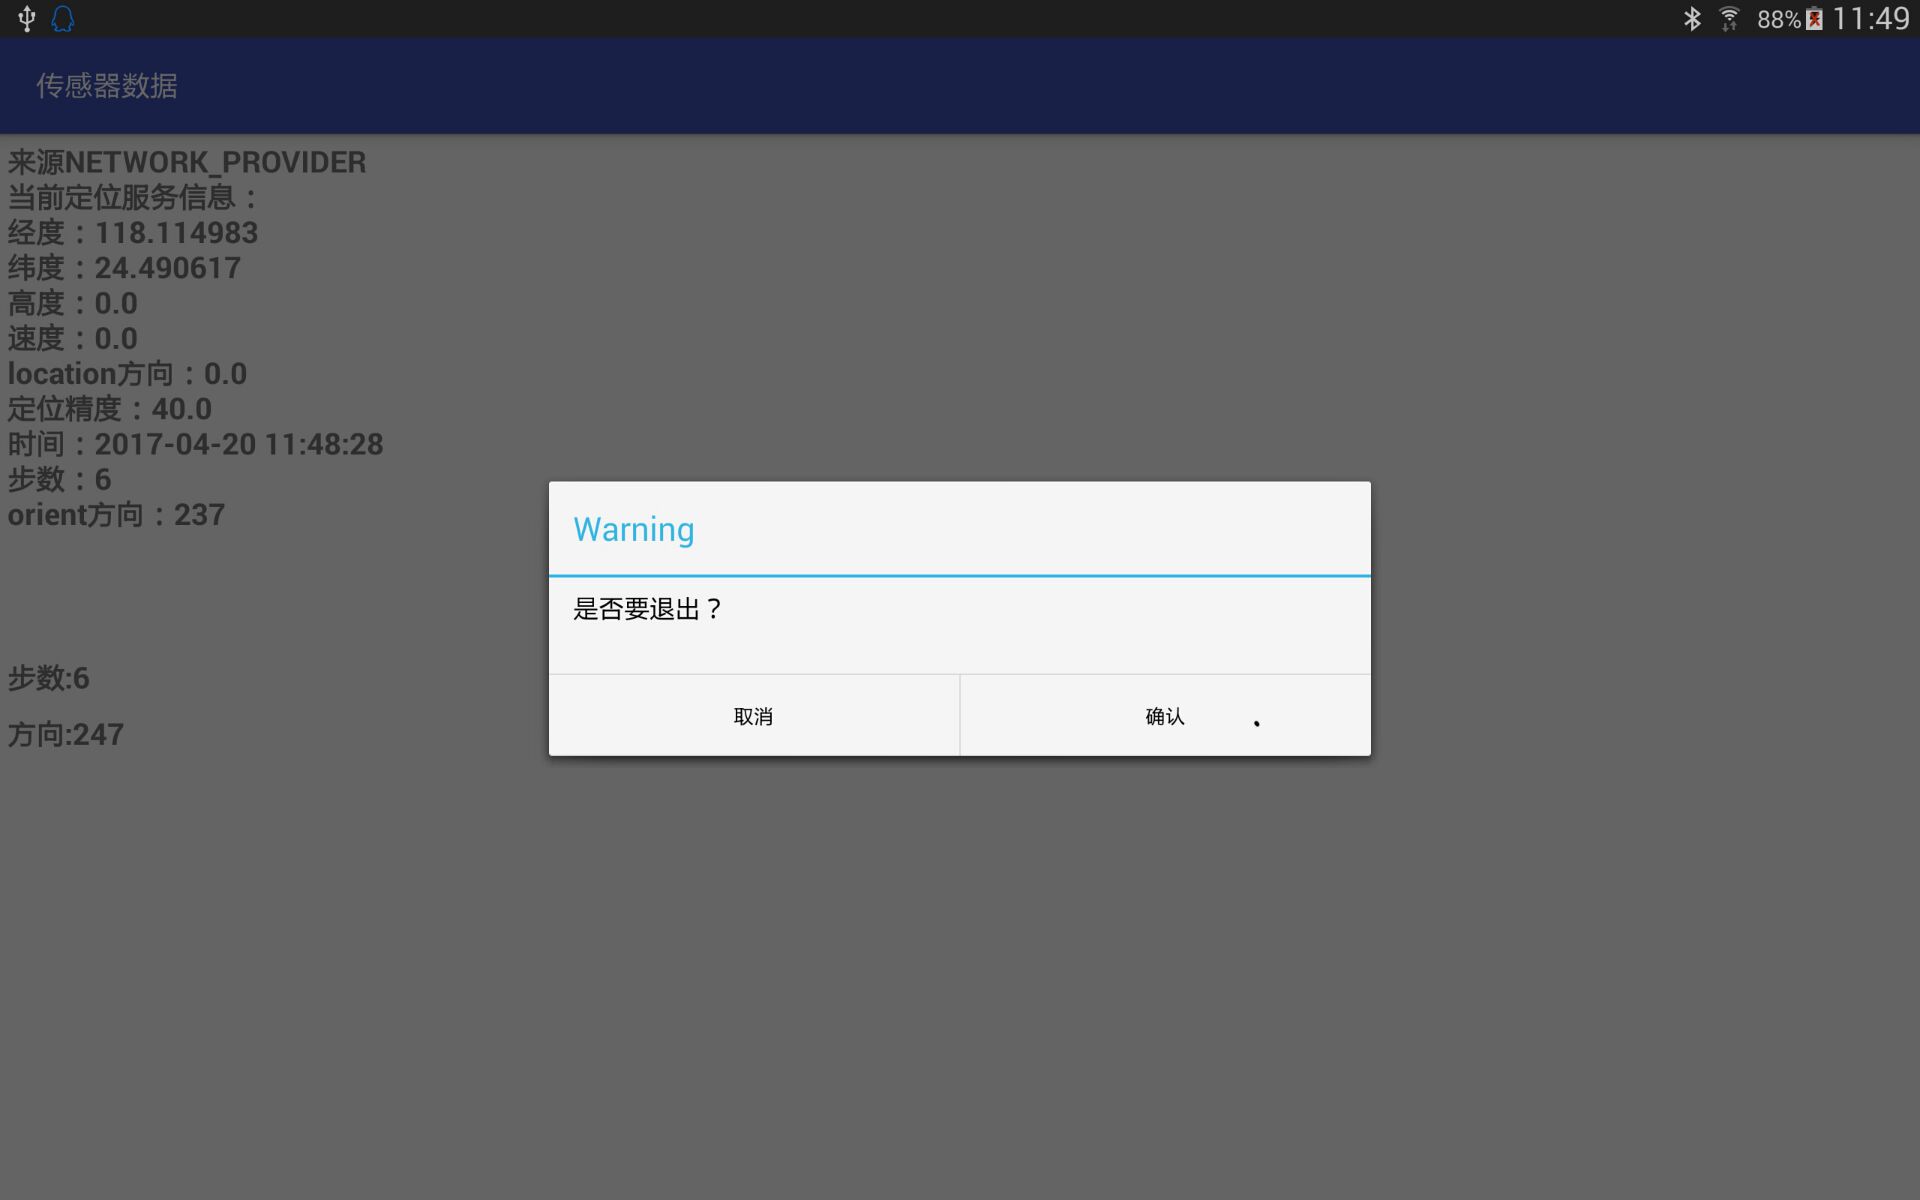 88% 11:49
传感器数据
来源NETWORK_PROVIDER
当前定位服务信息：
经度：118.114983
纬度：24.490617
高度：0.0
速度：0.0
location方向：0.0
定位精度：40.0
时间：2017-04-20 11:48:28
步数：6
orient方向：237
Warning
是否要退出？
取消 确认
步数:6
方向:247